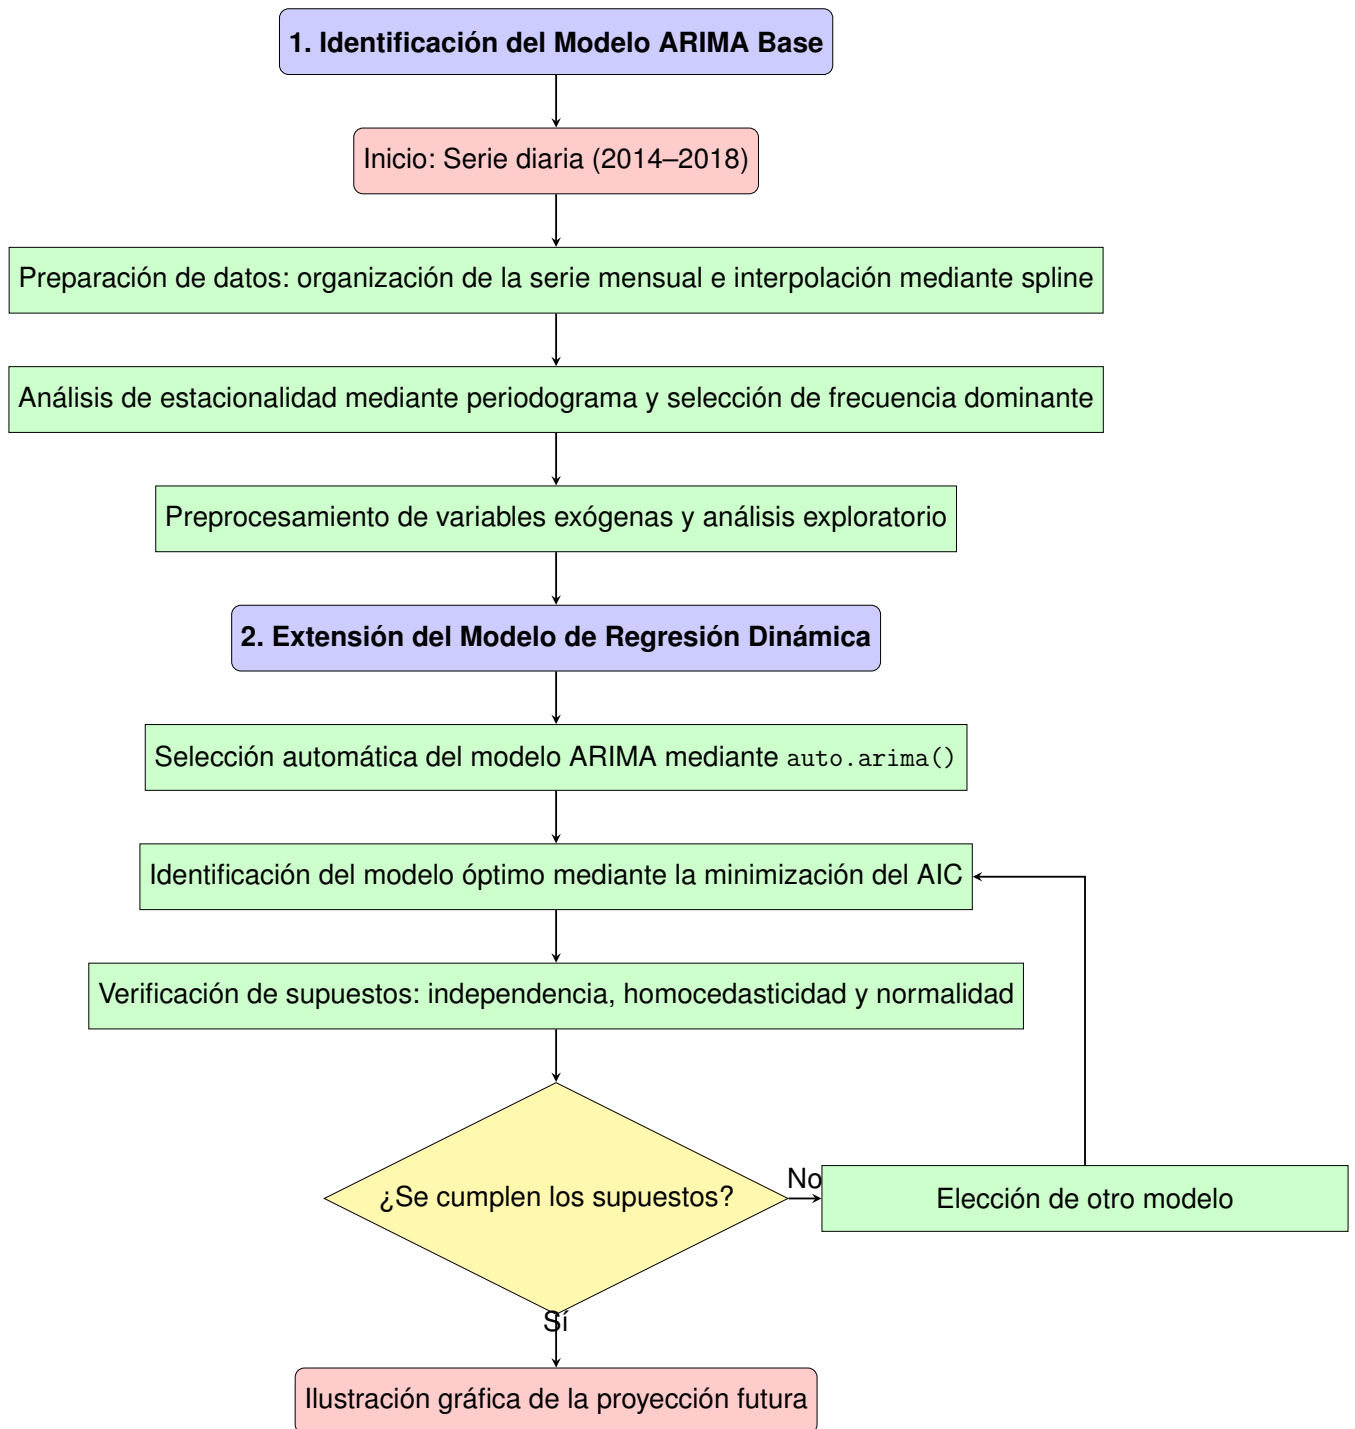 1. Identificación del Modelo ARIMA Base
Inicio: Serie diaria (2014–2018)
Preparación de datos: organización de la serie mensual e interpolación mediante spline
Análisis de estacionalidad mediante periodograma y selección de frecuencia dominante
Preprocesamiento de variables exógenas y análisis exploratorio
2. Extensión del Modelo de Regresión Dinámica
Selección automática del modelo ARIMA mediante auto.arima()
Identificación del modelo óptimo mediante la minimización del AIC
Verificación de supuestos: independencia, homocedasticidad y normalidad
¿Se cumplen los supuestos?
No
Elección de otro modelo
Sí
Ilustración gráfica de la proyección futura